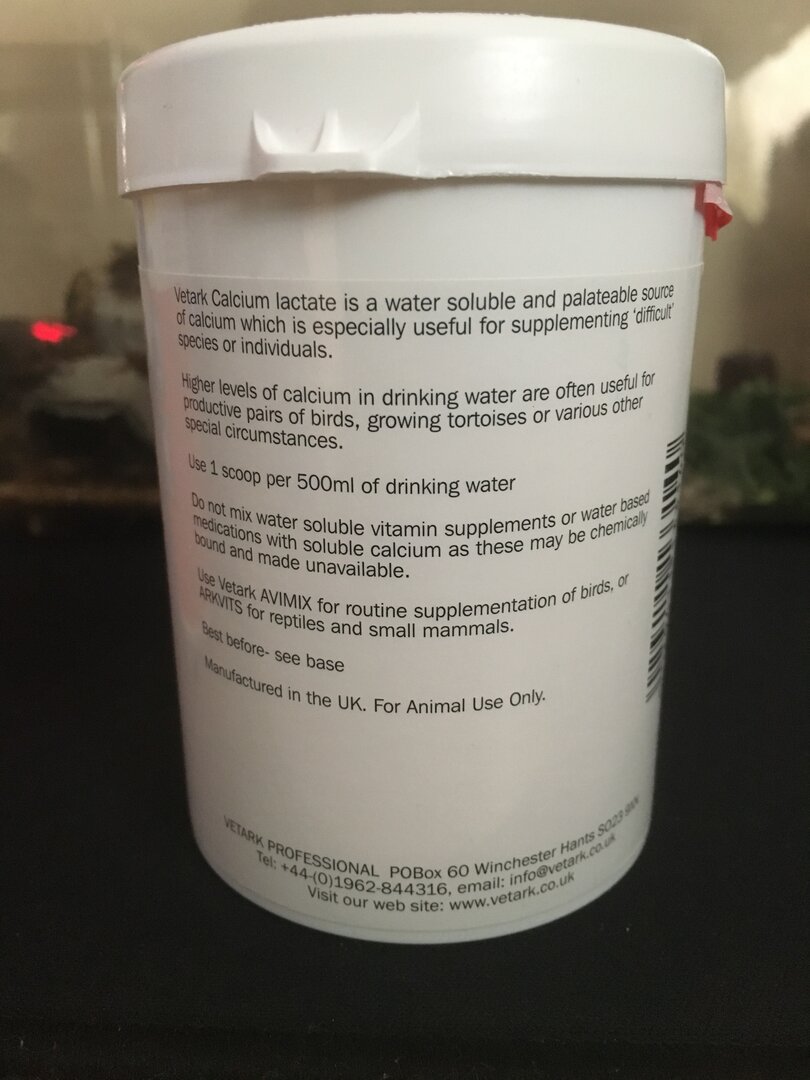 Vetark Calcium lactate is a water soluble and palateable source
of calcium which is especially useful for supplementing 'difficult'
species or individuals.
Higher levels of calcium in drinking water are often useful for
productive pairs of birds, growing tortoises or various other
special circumstances.
Use 1 scoop per 500ml of drinking water
Do not mix water soluble vitamin supplements or water based
medications with soluble calcium as these may be chemically
bound and made unavailable.
Use Vetark AVIMIX for routine supplementation of birds, or
ARKVITS for reptiles and small mammals.
Best before- see base
Manufactured in the UK. For Animal Use Only.
VETARK PROFESSIONAL POBox 60 Winchester Hants SO23
Tel: +44-(0)1962-844316, email: info@vetark.co.uk
Visit our web site: www.vetark.co.uk